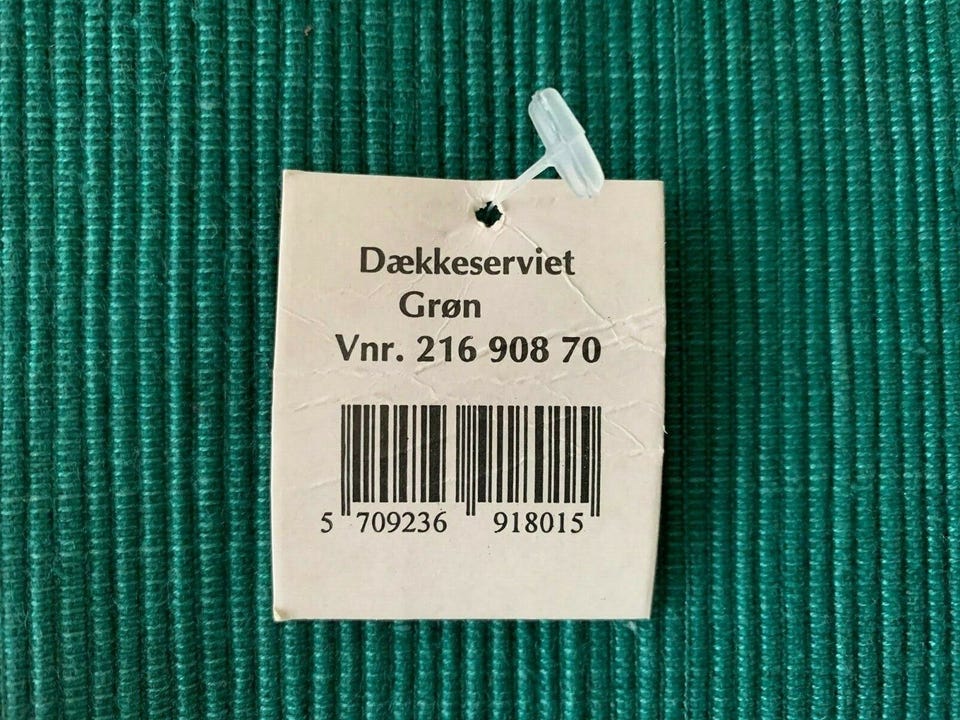 Dækkeserviet
Grøn
Vnr. 216 908 70
5 709236 918015